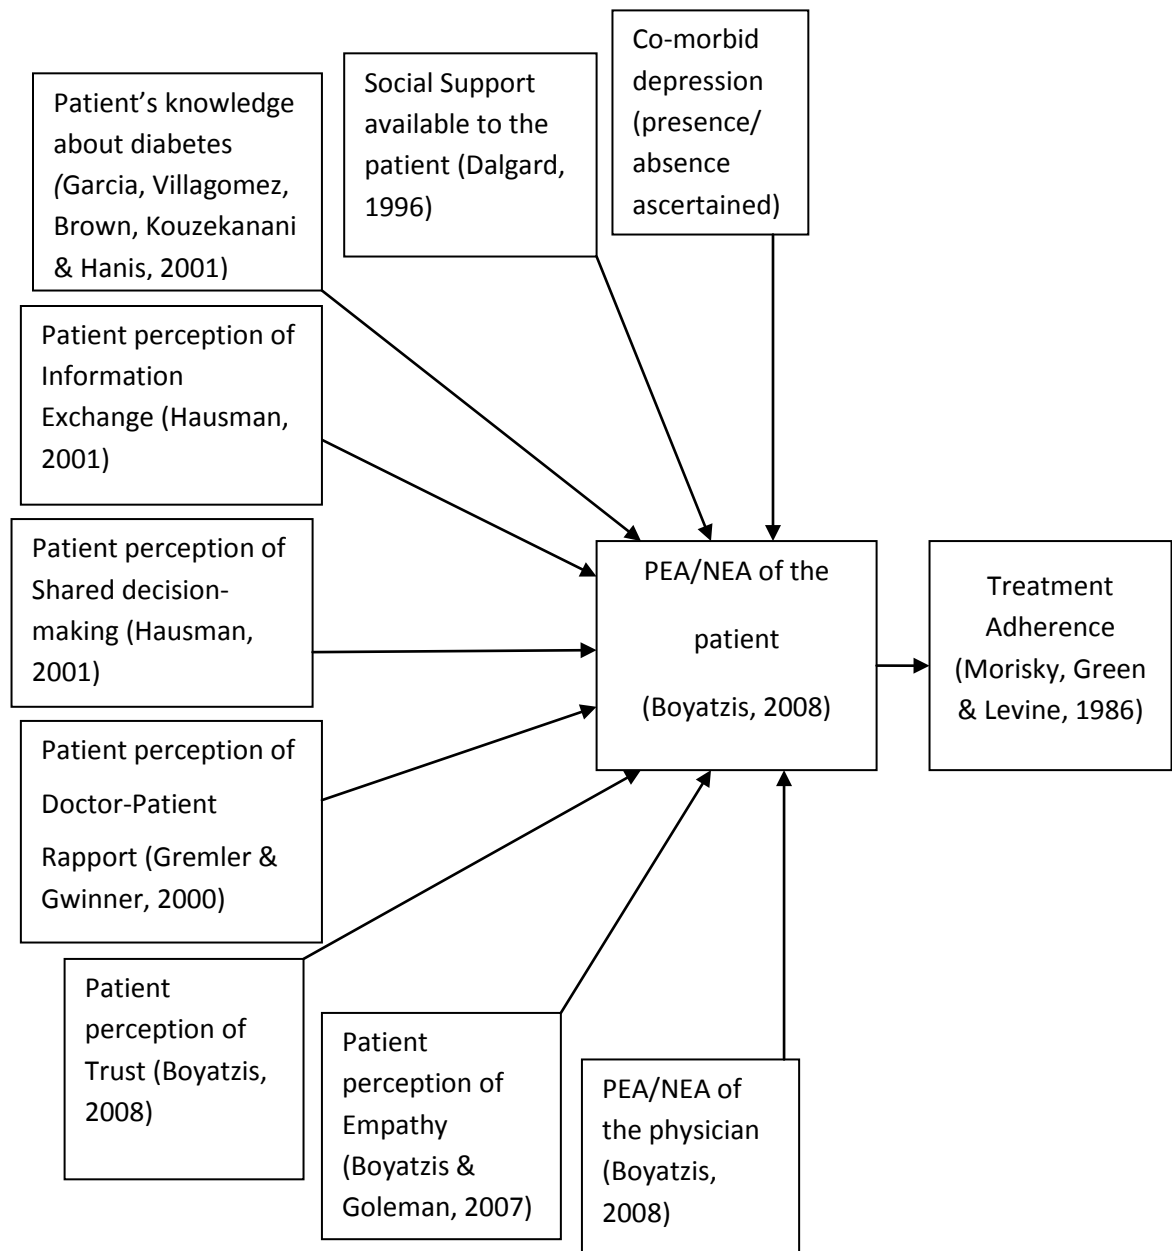 Co-morbid
depression
(presence/
absence
ascertained)
Social Support
available to the
patient (Dalgard,
1996)
Patient’s knowledge
about diabetes
(Garcia, Villagomez,
Brown, Kouzekanani
& Hanis, 2001)
Patient perception of
Information
Exchange (Hausman,
2001)
Patient perception of
Shared decision-
making (Hausman,
2001)
Patient perception of
Doctor-Patient
Rapport (Gremler &
Gwinner, 2000)
Patient
perception of
Trust (Boyatzis,
2008)
Patient
perception of
Empathy
(Boyatzis &
Goleman, 2007)
PEA/NEA of
the physician
(Boyatzis,
2008)
PEA/NEA of the
patient
(Boyatzis, 2008)
Treatment
Adherence
(Morisky, Green
& Levine, 1986)